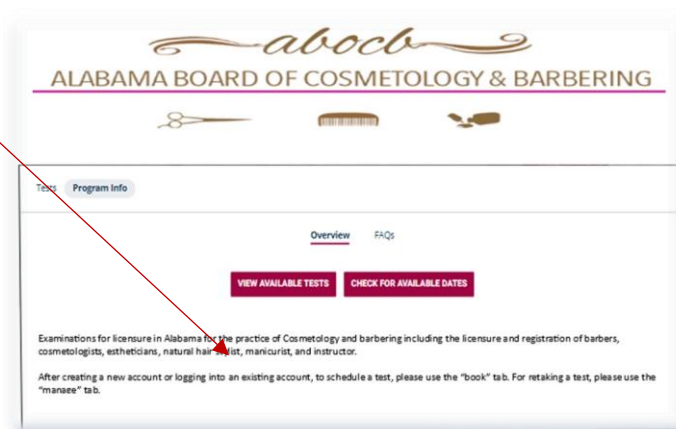 abocb
ALABAMA BOARD OF COSMETOLOGY & BARBERING
Tests Program Info
Overview FAQs
VIEW AVAILABLE TESTS CHECK FOR AVAILABLE DATES
Examinations for licensure in Alabama for the practice of Cosmetology and barbering including the licensure and registration of barbers,
cosmetologists, estheticians, natural hair stylist, manicurist, and instructor.
After creating a new account or logging into an existing account, to schedule a test, please use the “book” tab. For retaking a test, please use the
“manage” tab.